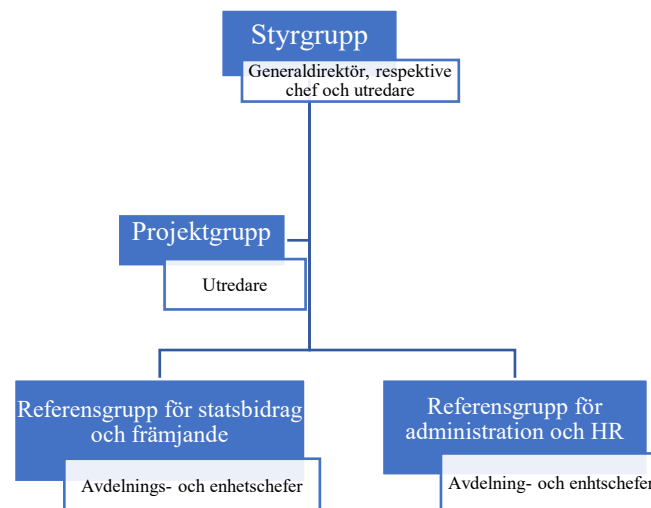 Styrgrupp
Generaldirektör, respektive
chef och utredare
Projektgrupp
Utredare
Referensgrupp för statsbidrag
och främjande
Avdelnings- och enhetschefer
Referensgrupp för
administration och HR
Avdelning- och enhtschefer